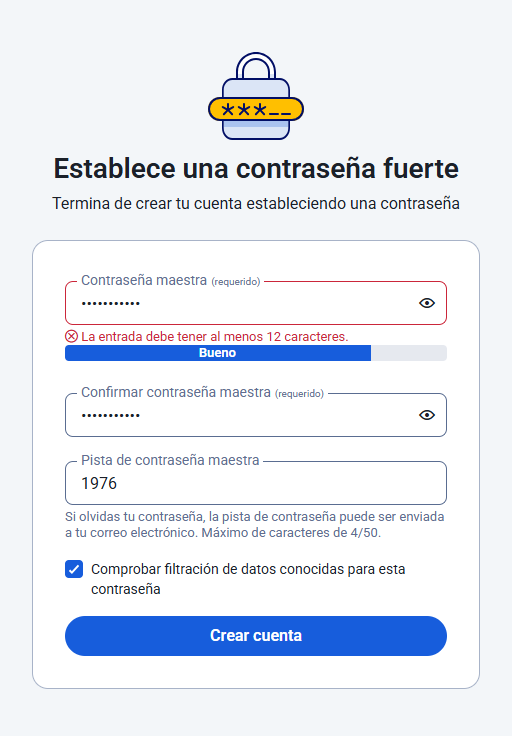 ***__
Establece una contraseña fuerte
Termina de crear tu cuenta estableciendo una contraseña
Contraseña maestra (requerido)
•••••••••••
La entrada debe tener al menos 12 caracteres.
Bueno
Confirmar contraseña maestra (requerido)
•••••••••••
Pista de contraseña maestra
1976
Si olvidas tu contraseña, la pista de contraseña puede ser enviada
a tu correo electrónico. Máximo de caracteres de 4/50.
Comprobar filtración de datos conocidas para esta
contraseña
Crear cuenta